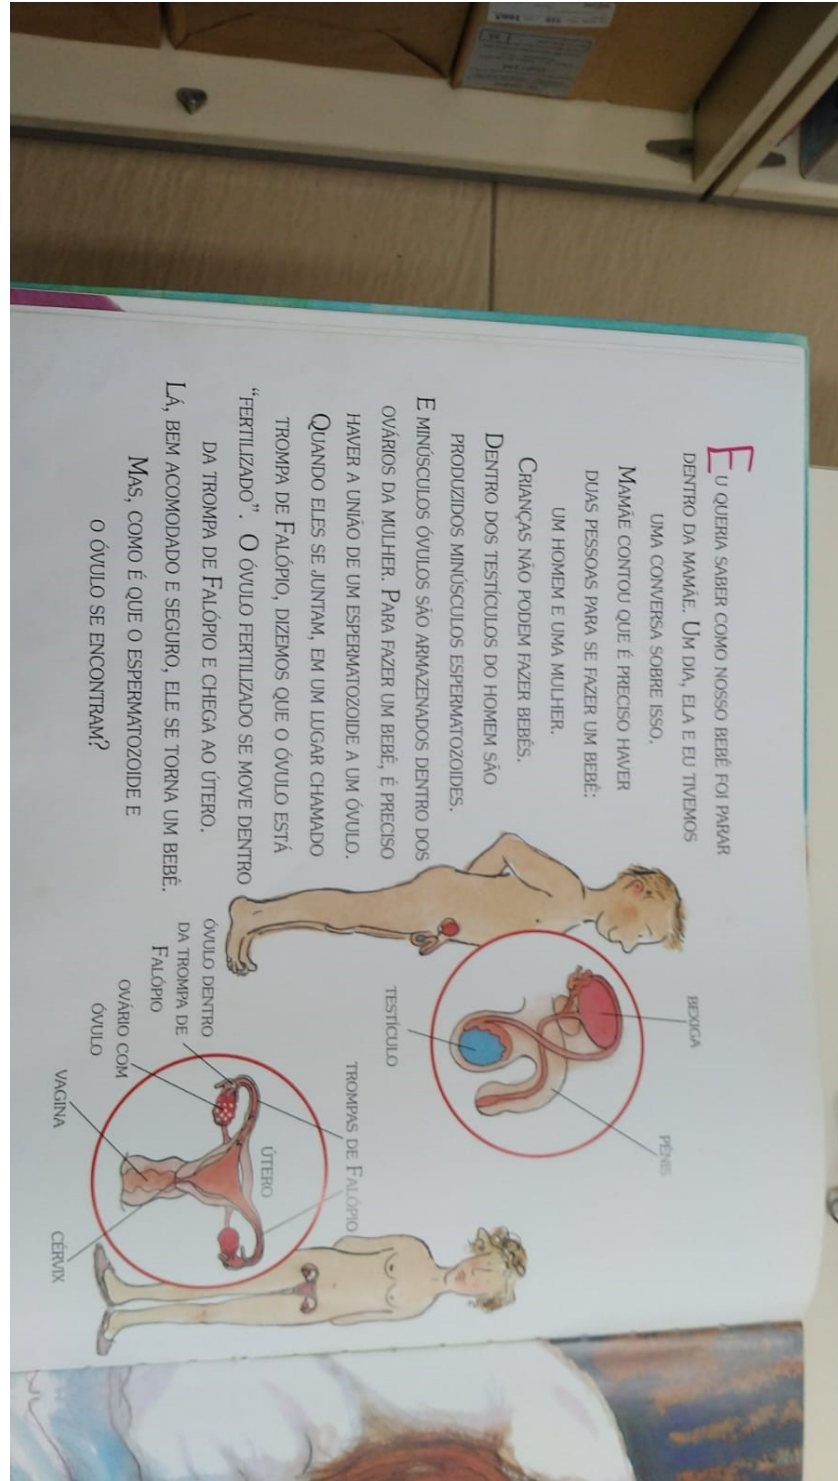 EU QUERIA SABER COMO NOSSO BEBÊ FOI PARAR
DENTRO DA MAMÃE. UM DIA, ELA E EU TIVEMOS
UMA CONVERSA SOBRE ISSO.
MAMÃE CONTOU QUE É PRECISO HAVER
DUAS PESSOAS PARA SE FAZER UM BEBÊ:
UM HOMEM E UMA MULHER.
CRIANÇAS NÃO PODEM FAZER BEBÊS.
DENTRO DOS TESTÍCULOS DO HOMEM SÃO
PRODUZIDOS MINÚSCULOS ESPERMATOZOIDES.
E MINÚSCULOS ÓVULOS SÃO ARMAZENADOS DENTRO DOS
OVÁRIOS DA MULHER. PARA FAZER UM BEBÊ, É PRECISO
HAVER A UNIÃO DE UM ESPERMATOZOIDE A UM ÓVULO.
QUANDO ELES SE JUNTAM, EM UM LUGAR CHAMADO
TROMPA DE FALÓPIO, DIZEMOS QUE O ÓVULO ESTÁ
“FERTILIZADO”. O ÓVULO FERTILIZADO SE MOVE DENTRO
DA TROMPA DE FALÓPIO E CHEGA AO ÚTERO.
LÁ, BEM ACOMODADO E SEGURO, ELE SE TORNA UM BEBÊ.
MAS, COMO É QUE O ESPERMATOZOIDE E
O ÓVULO SE ENCONTRAM?
BEXIGA
PÊNIS
TESTÍCULO
TROMPAS DE FALÓPIO
ÚTERO
ÓVULO DENTRO
DA TROMPA DE
FALÓPIO
OVÁRIO COM
ÓVULO
VAGINA
CÉRVIX